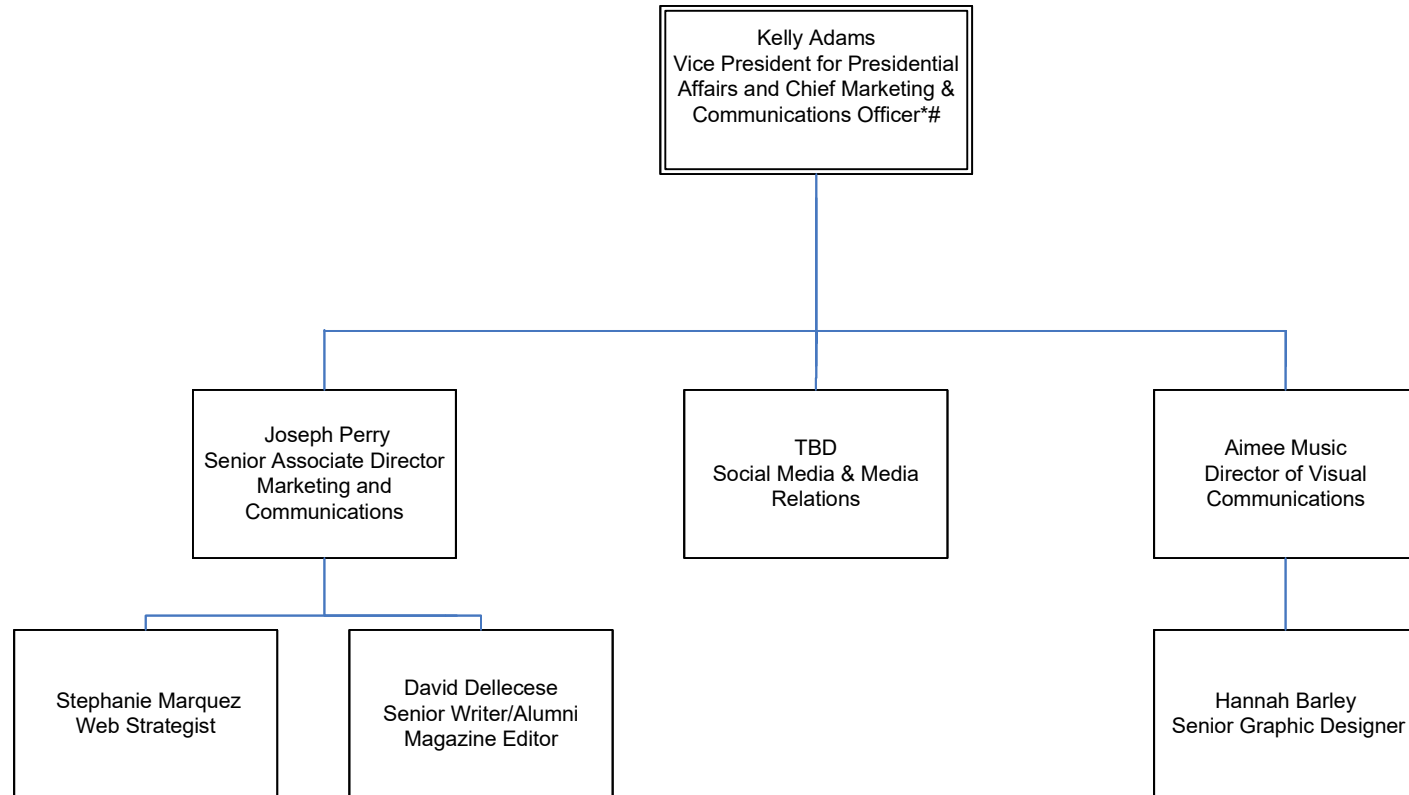 Kelly Adams
Vice President for Presidential
Affairs and Chief Marketing &
Communications Officer*#
Joseph Perry
Senior Associate Director
Marketing and
Communications
TBD
Social Media & Media
Relations
Aimee Music
Director of Visual
Communications
Stephanie Marquez
Web Strategist
David Dellecese
Senior Writer/Alumni
Magazine Editor
Hannah Barley
Senior Graphic Designer